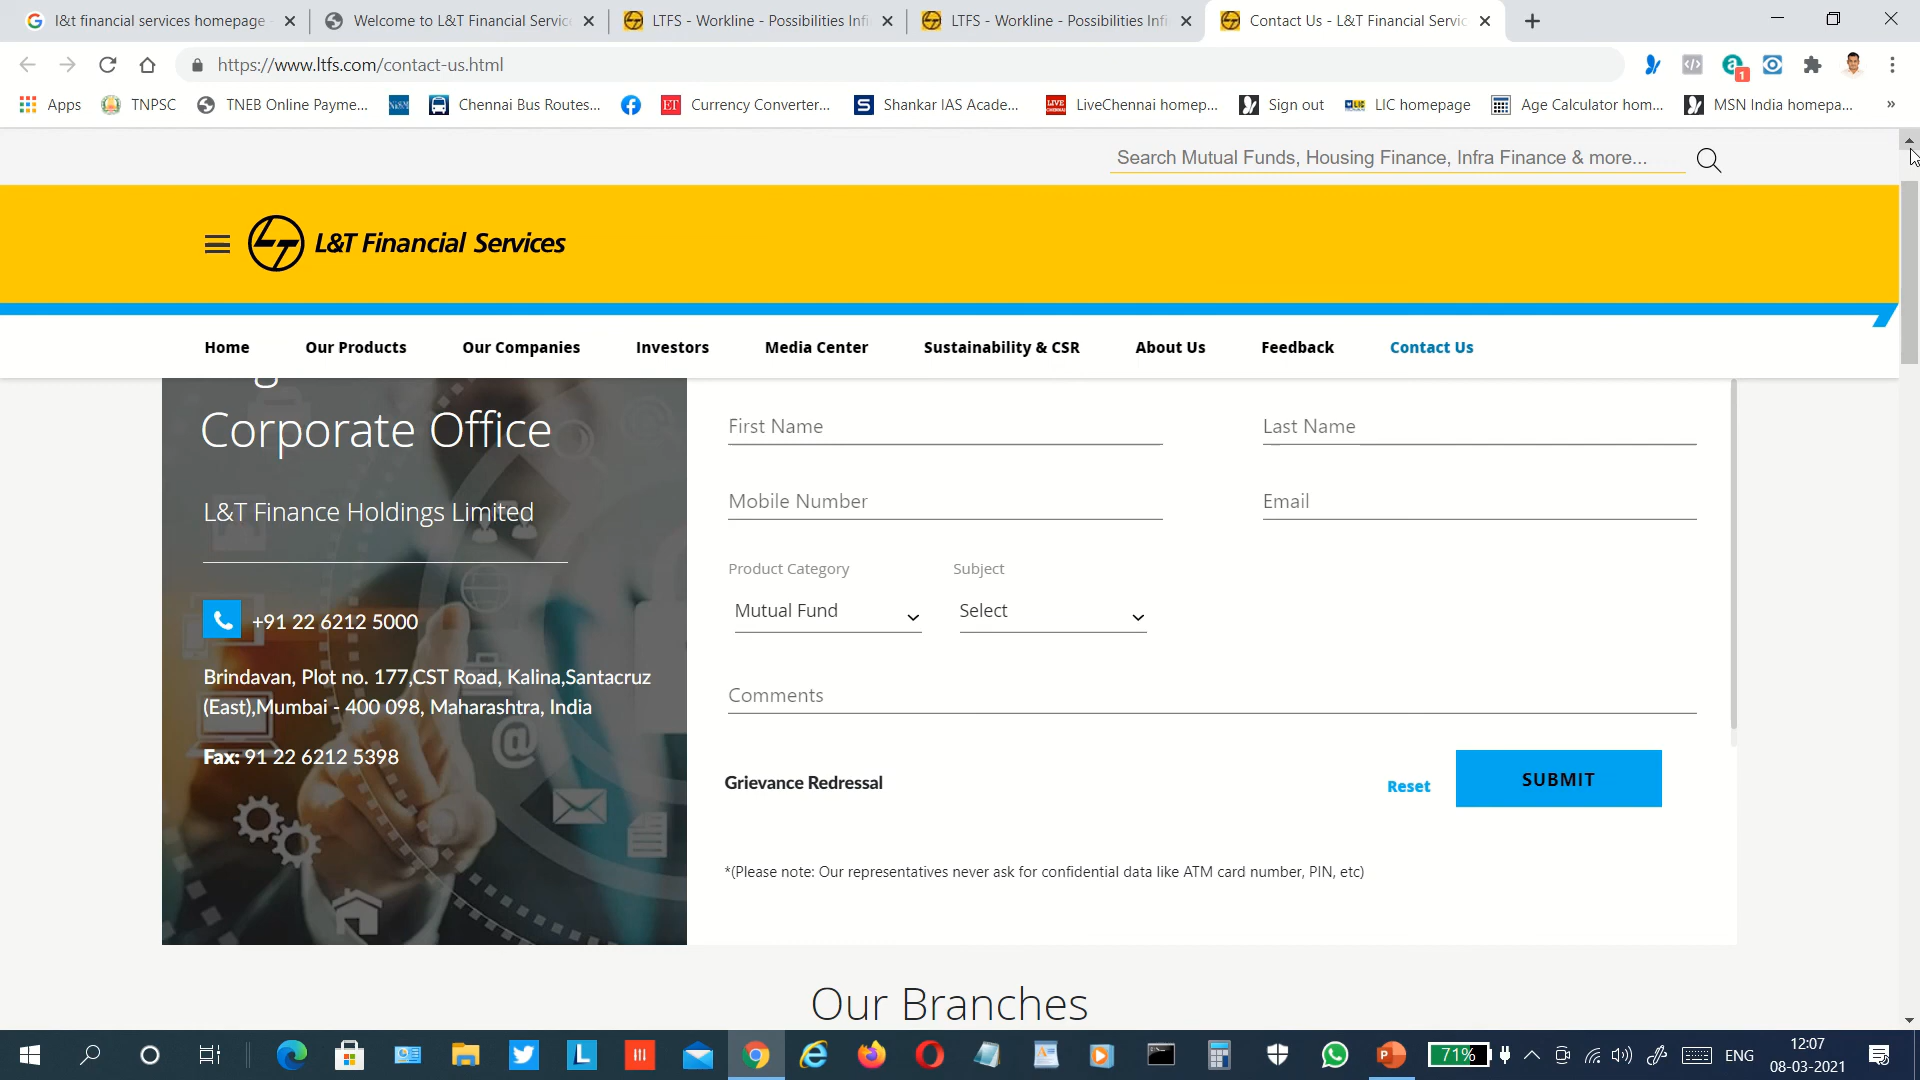 l&t financial services homepage
Welcome to L&T Financial Servic
LTFS - Workline - Possibilities Infi
LTFS - Workline - Possibilities Infi
Contact Us - L&T Financial Servic
https://www.ltfs.com/contact-us.html
1
Apps
TNPSC
TNEB Online Payme...
Chennai Bus Routes...
ET
Currency Converter...
S
Shankar IAS Acade...
LIVE
LiveChennai homep...
Sign out
LIC
LIC homepage
Age Calculator hom...
MSN India homepa...
»
Search Mutual Funds, Housing Finance, Infra Finance & more...
L&T Financial Services
Home
Our Products
Our Companies
Investors
Media Center
Sustainability & CSR
About Us
Feedback
Contact Us
Corporate Office
L&T Finance Holdings Limited
+91 22 6212 5000
Brindavan, Plot no. 177,CST Road, Kalina,Santacruz
(East),Mumbai - 400 098, Maharashtra, India
Fax: 91 22 6212 5398
First Name
Last Name
Mobile Number
Email
Product Category
Subject
Mutual Fund
Select
Comments
Grievance Redressal
Reset
SUBMIT
*(Please note: Our representatives never ask for confidential data like ATM card number, PIN, etc)
Our Branches
71%
ENG
12:07
08-03-2021